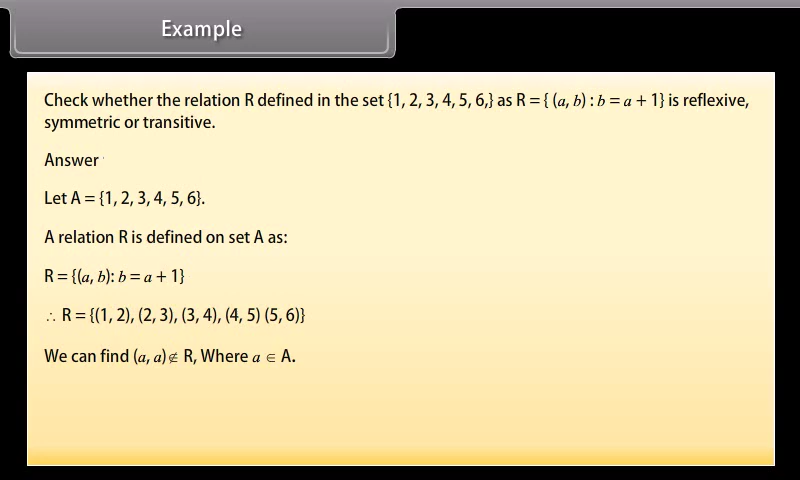 Example
Check whether the relation R defined in the set {1, 2, 3, 4, 5, 6,} as R = { (a, b) : b = a + 1} is reflexive,
symmetric or transitive.
Answer
Let A = {1, 2, 3, 4, 5, 6}.
A relation R is defined on set A as:
R = {(a, b): b = a + 1}
∴ R = {(1, 2), (2, 3), (3, 4), (4, 5) (5, 6)}
We can find (a, a) ∉ R, Where a ∈ A.